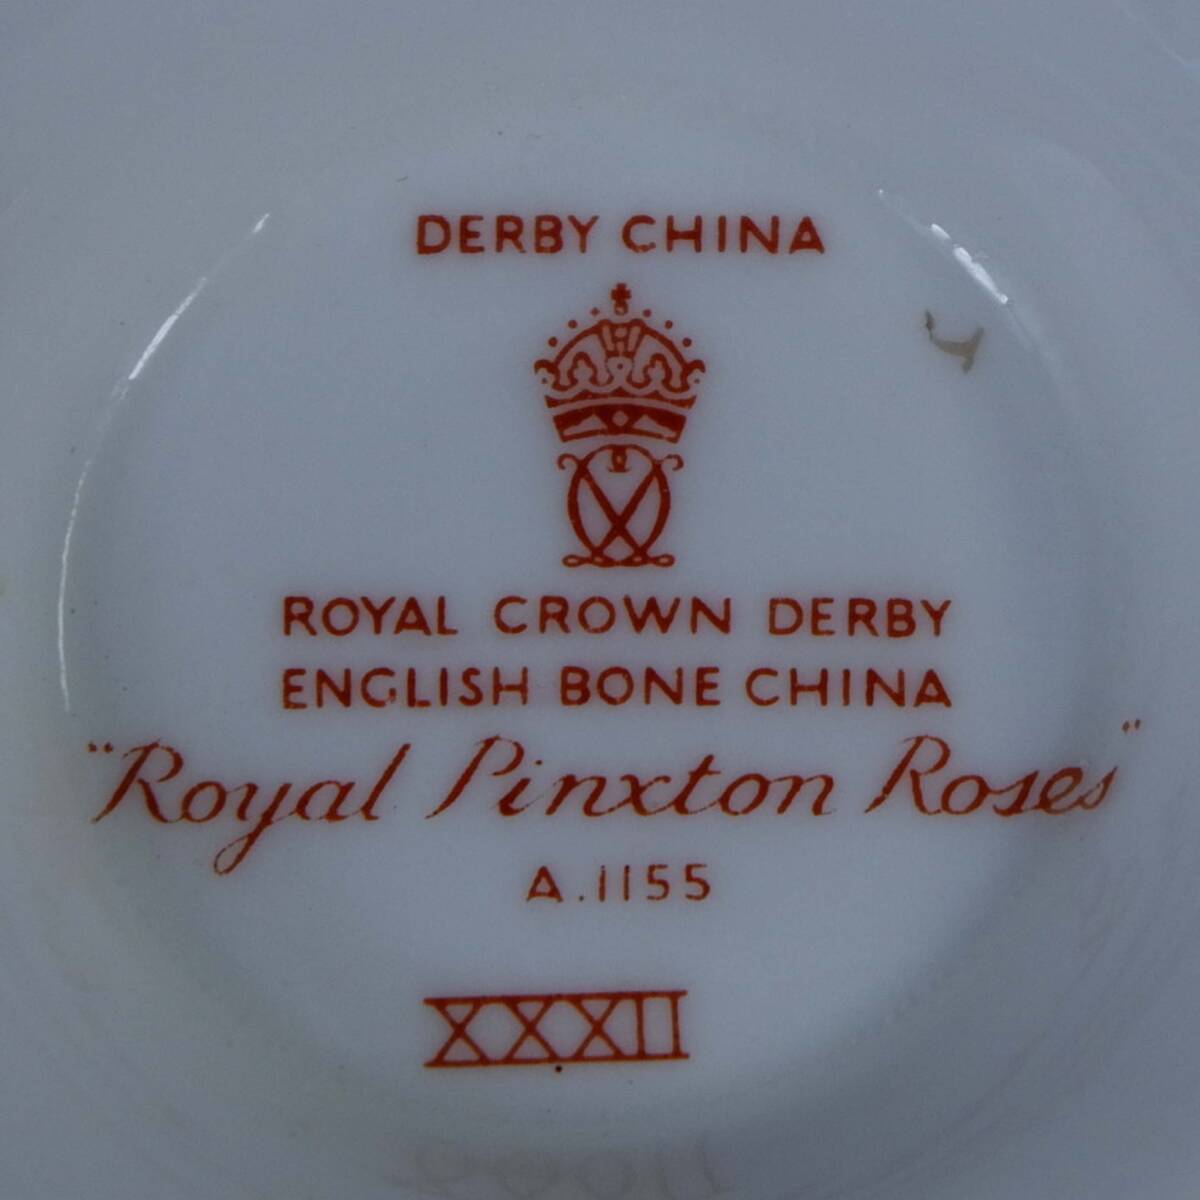 DERBY CHINA
ROYAL CROWN DERBY
ENGLISH BONE CHINA
"Royal Pinxton Roses"
A.1155
XXXII